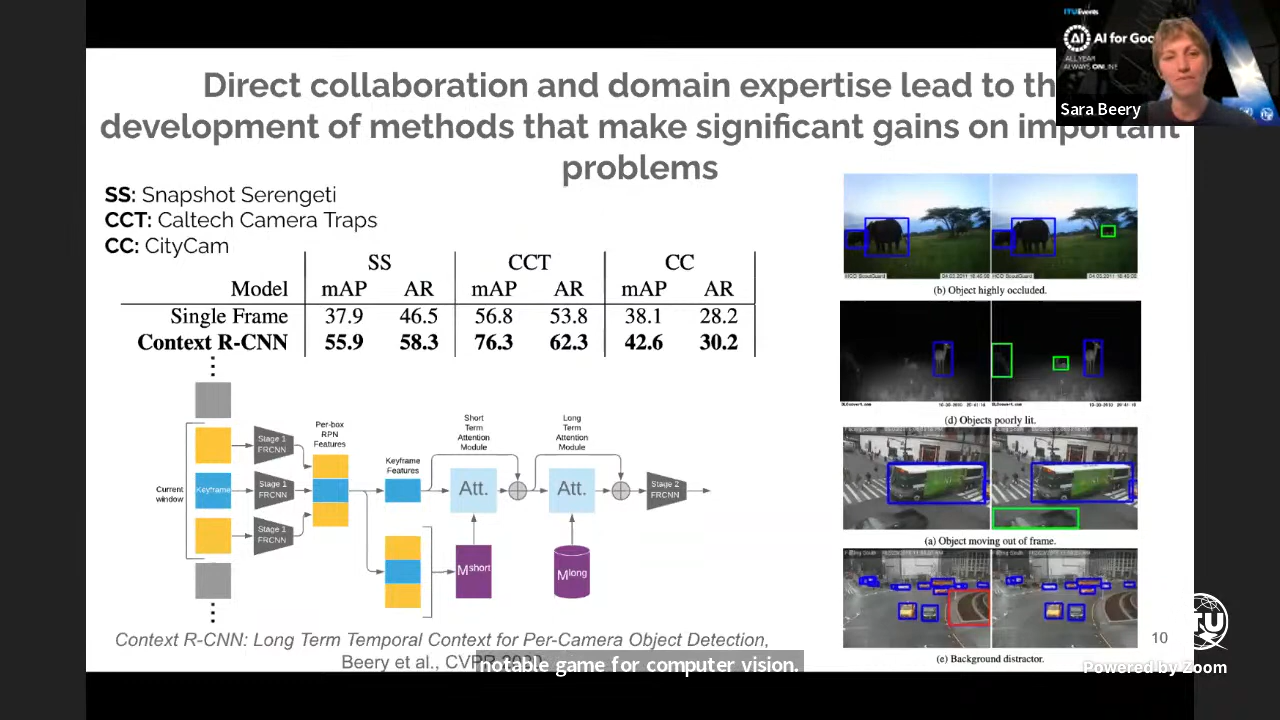 ITUEvents
AI for Goo
ALL YEAR
ALWAYS ONLINE
Sara Beery
Direct collaboration and domain expertise lead to th
development of methods that make significant gains on important
problems
SS: Snapshot Serengeti
CCT: Caltech Camera Traps
CC: CityCam
SS CCT CC
Model mAP AR mAP AR mAP AR
Single Frame 37.9 46.5 56.8 53.8 38.1 28.2
Context R-CNN 55.9 58.3 76.3 62.3 42.6 30.2
Current
window
Keyframe
Stage 1
FRCNN
Stage 1
FRCNN
Stage 1
FRCNN
Per-box
RPN
Features
Keyframe
Features
Short
Term
Attention
Module
Att.
Mshort
Long
Term
Attention
Module
Att.
Mlong
Stage 2
FRCNN
(b) Object highly occluded.
(d) Objects poorly lit.
(a) Object moving out of frame.
(e) Background distractor.
Context R-CNN: Long Term Temporal Context for Per-Camera Object Detection,
Beery et al., CVPR
notable game for computer vision.
10
ITU
Powered by Zoom